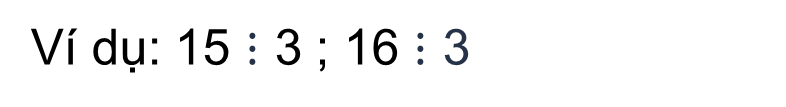 Ví dụ: 15 ⋮ 3 ; 16 ⋮ 3